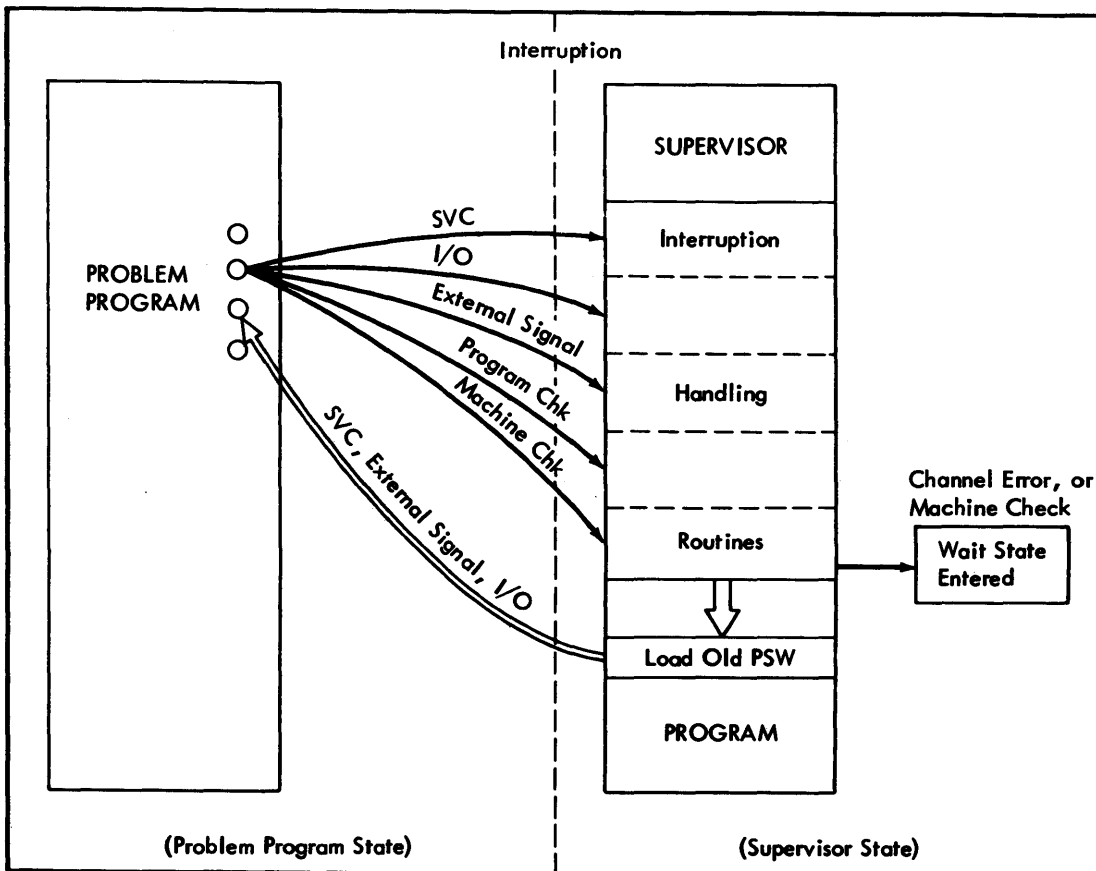 Interruption
SUPERVISOR
SVC
Interruption
I/O
PROBLEM
PROGRAM
External Signal
Program Chk
Handling
Machine Chk
SVC, External Signal, I/O
Channel Error, or
Machine Check
Routines
Wait State
Entered
Load Old PSW
PROGRAM
(Problem Program State)
(Supervisor State)